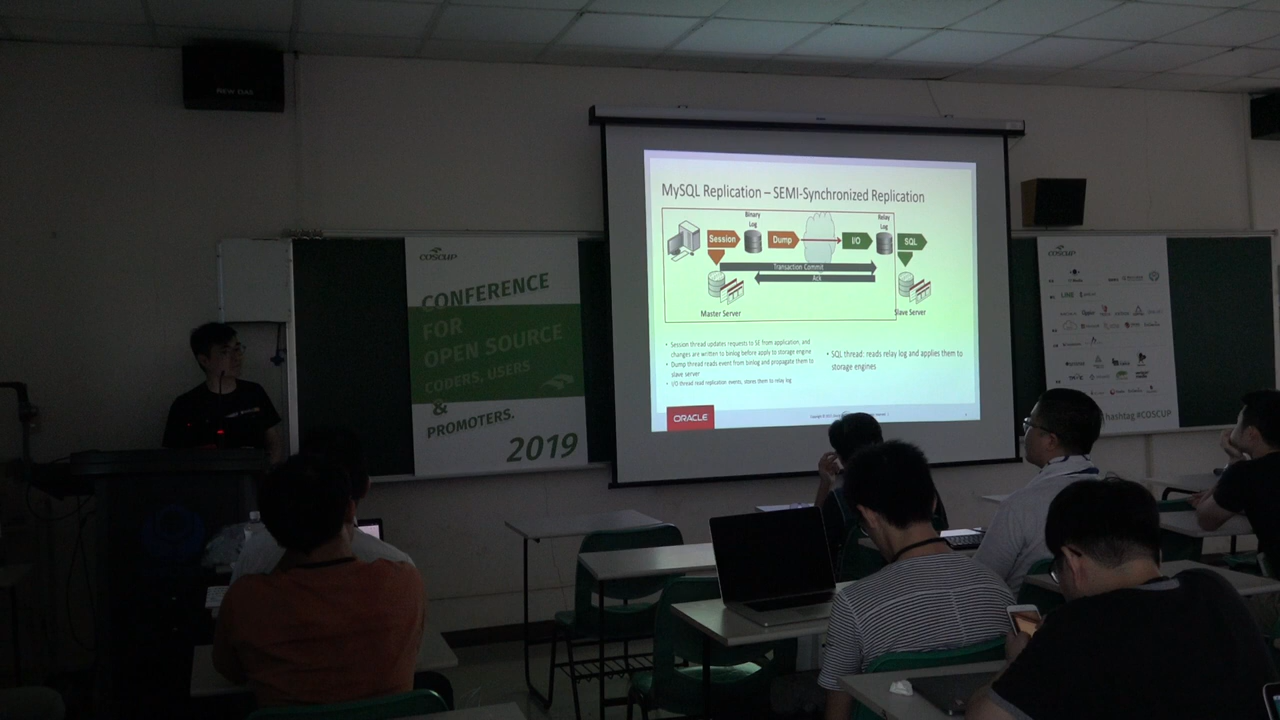 NEW DAS
COSCUP
CONFERENCE
FOR
OPEN SOURCE
CODERS, USERS
&
PROMOTERS.
2019
MySQL Replication – SEMI-Synchronized Replication
Binary
Log
Relay
Log
Session
Dump
I/O
SQL
Transaction Commit
Ack
Master Server
Slave Server
• Session thread updates requests to SE from application, and
changes are written to binlog before apply to storage engine
• Dump thread reads event from binlog and propagate them to
slave server
• I/O thread read replication events, stores them to relay log
• SQL thread: reads relay log and applies them to
storage engines
ORACLE
COSCUP
LINE
hashtag #COSCUP